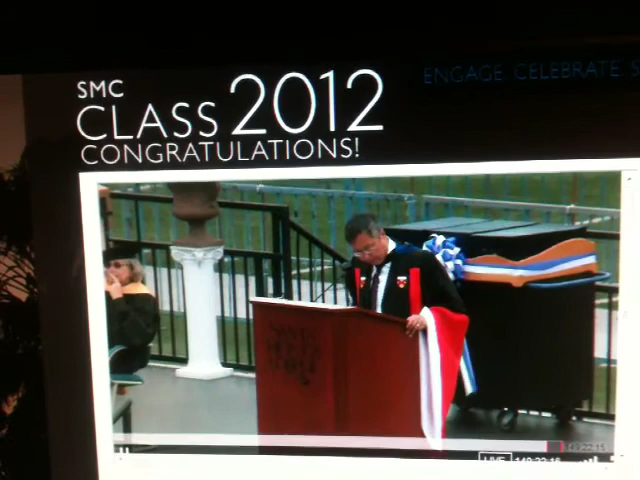 SMC
CLASS 2012
CONGRATULATIONS!
ENGAGE. CELEBRATE. S
LIVE